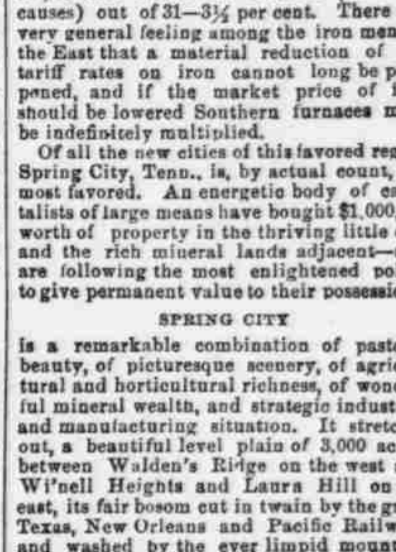 causes) out of 31—3½ per cent. There
very general feeling among the iron men
the East that a material reduction of
tariff rates on iron cannot long be p
pened, and if the market price of
should be lowered Southern furnaces m
be indefinitely multiplied.
Of all the new cities of this favored reg
Spring City, Tenn., is, by actual count,
most favored. An energetic body of ca
talists of large means have bought $1,000,
worth of property in the thriving little
and the rich mineral lands adjacent—
are following the most enlightened pol
to give permanent value to their possessi
SPRING CITY
is a remarkable combination of past
beauty, of picturesque scenery, of agric
tural and horticultural richness, of wond
ful mineral wealth, and strategic indust
and manufacturing situation. It stretc
out, a beautiful level plain of 3,000 ac
between Walden's Ridge on the west
Wi'nell Heights and Laura Hill on
east, its fair bosom cut in twain by the gr
Texas, New Orleans and Pacific Railw
and washed by the ever limpid mount